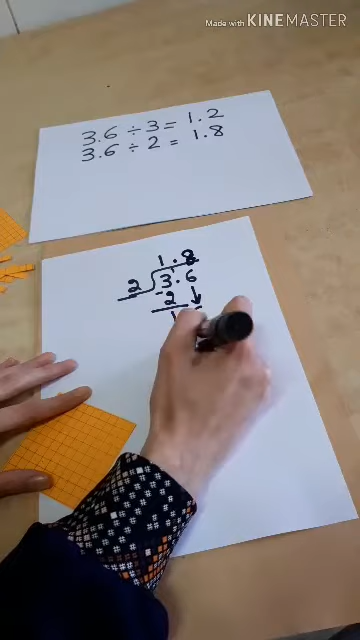 Made with KINEMASTER
3.6 ÷ 3 = 1.2
3.6 ÷ 2 = 1.8
1.8
2 3.6
- 2 ↓
1